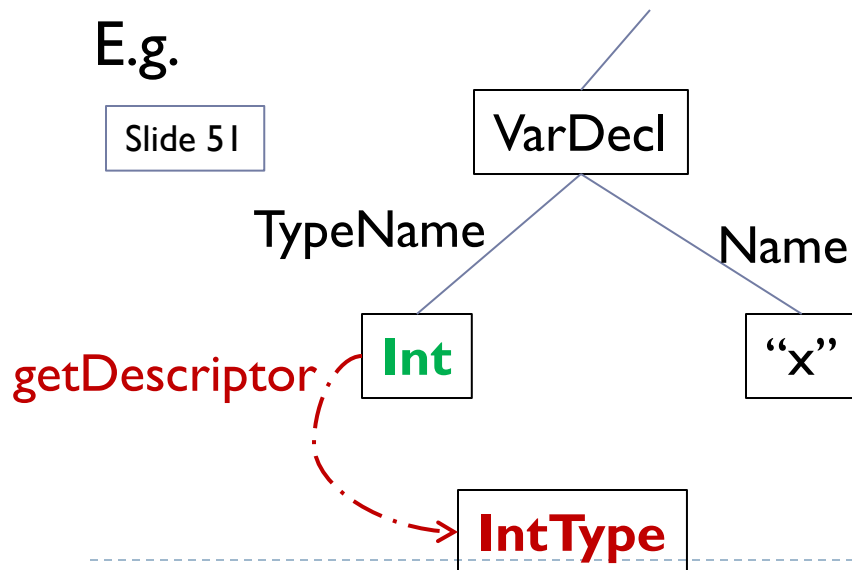 E.g.
Slide 51
VarDecl
TypeName
Name
Int
“x”
getDescriptor
IntType